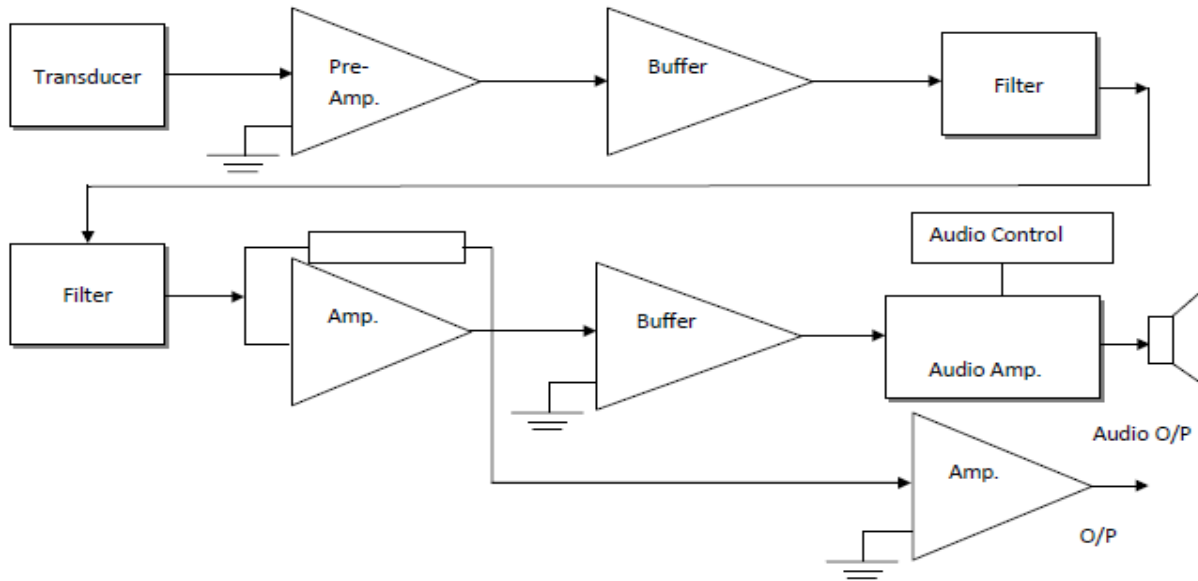 Transducer
Pre-
Amp.
Buffer
Filter
Filter
Amp.
Buffer
Audio Control
Audio Amp.
Audio O/P
Amp.
O/P